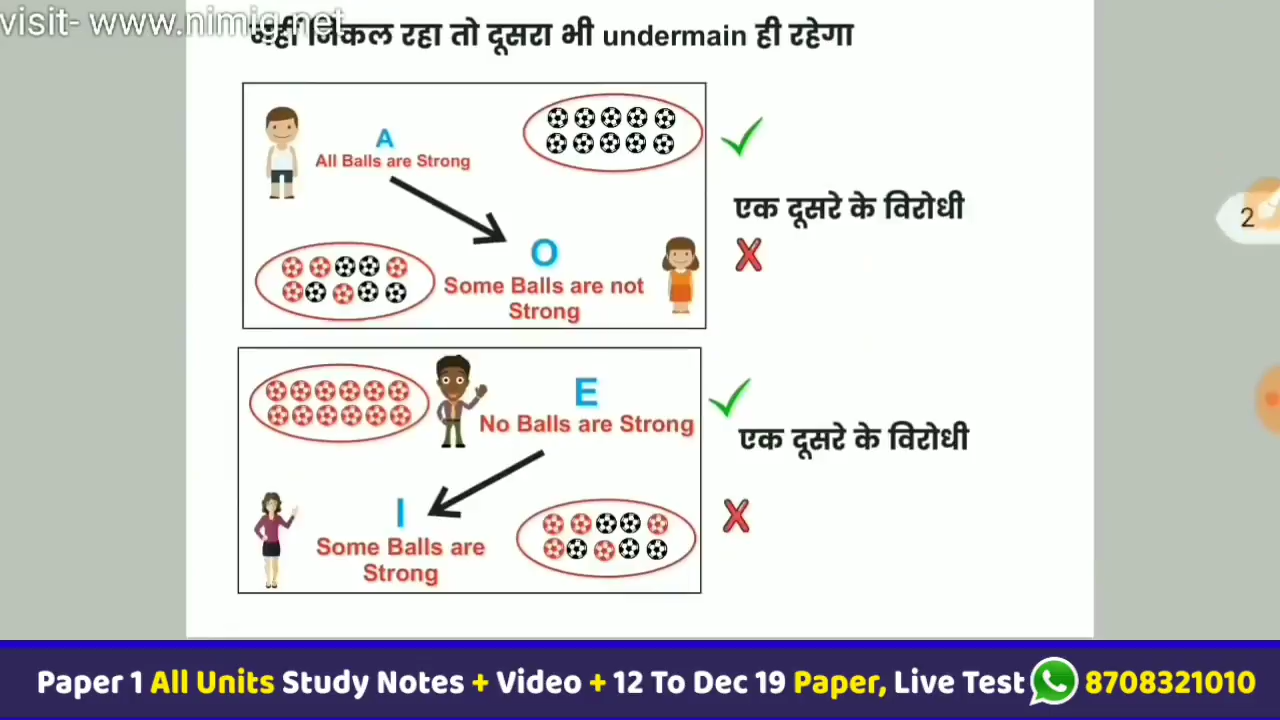 visit- www.nimig.net
रहा तो दूसरा भी undermain ही रहेगा
A
All Balls are Strong
एक दूसरे के विरोधी
O
Some Balls are not
Strong
E
No Balls are Strong
एक दूसरे के विरोधी
I
Some Balls are
Strong
2
Paper 1 All Units Study Notes + Video + 12 To Dec 19 Paper, Live Test 8708321010